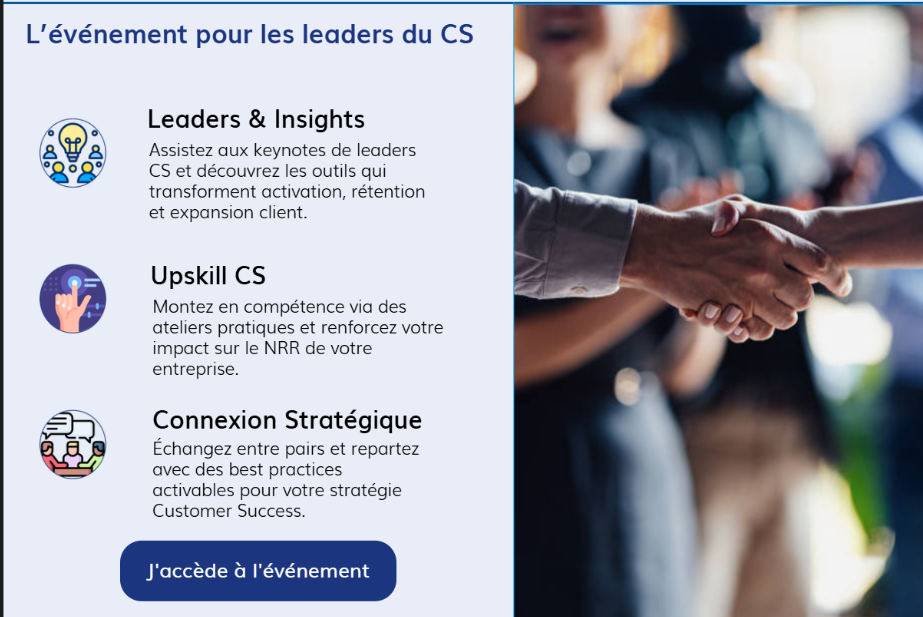 L'événement pour les leaders du CS
Leaders & Insights
Assistez aux keynotes de leaders
CS et découvrez les outils qui
transforment activation, rétention
et expansion client.
Upskill CS
Montez en compétence via des
ateliers pratiques et renforcez votre
impact sur le NRR de votre
entreprise.
Connexion Stratégique
Échangez entre pairs et repartez
avec des best practices
activables pour votre stratégie
Customer Success.
J'accède à l'événement